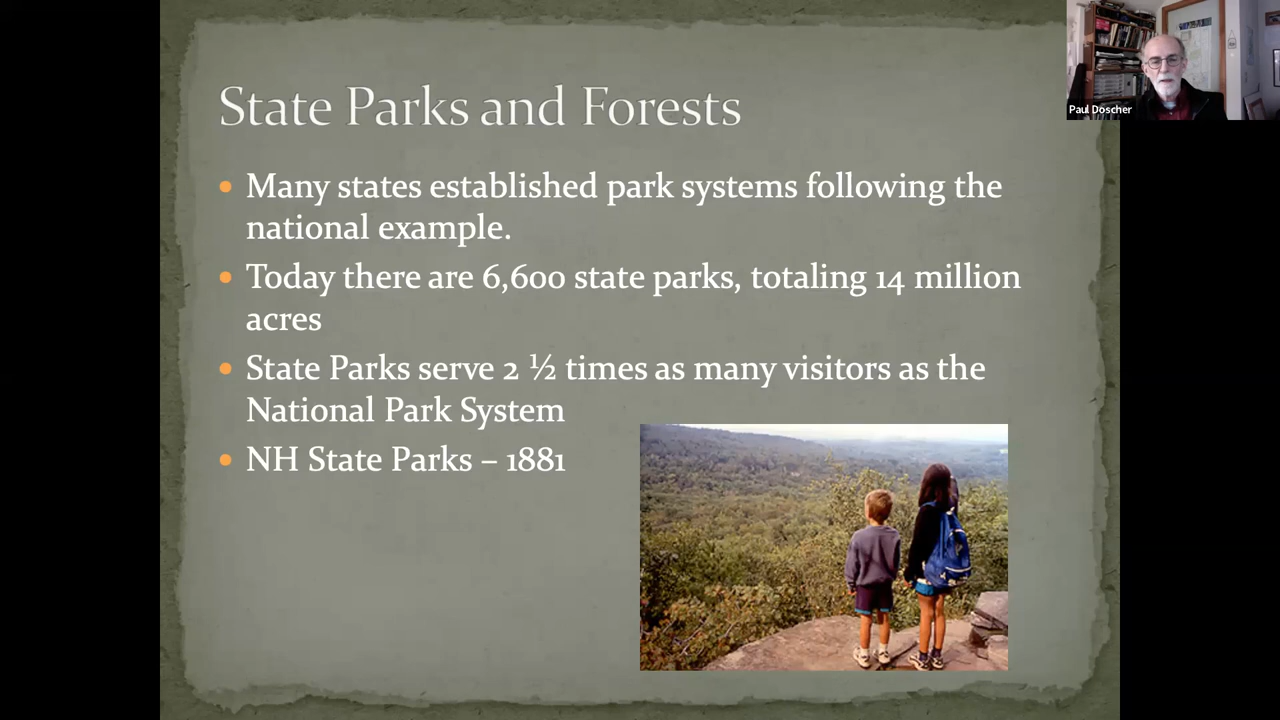 State Parks and Forests
• Many states established park systems following the
national example.
• Today there are 6,600 state parks, totaling 14 million
acres
• State Parks serve 2 ½ times as many visitors as the
National Park System
• NH State Parks – 1881
Paul Doscher